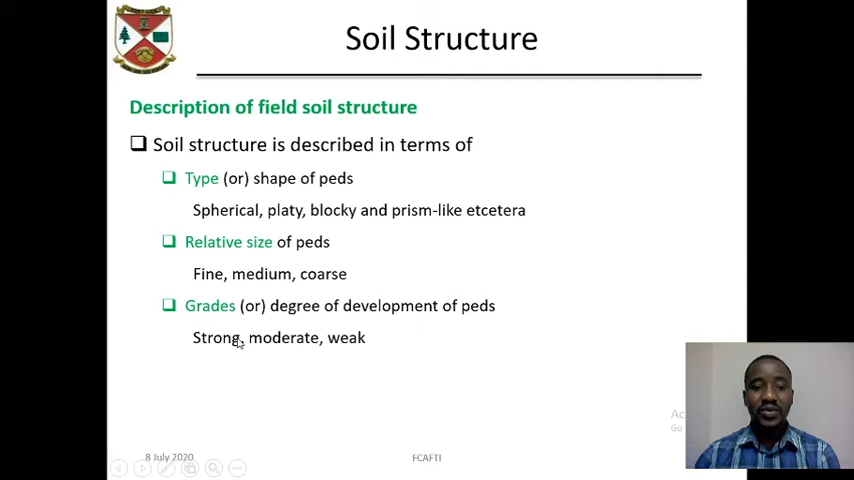 Soil Structure
Description of field soil structure
Soil structure is described in terms of
Type (or) shape of peds
Spherical, platy, blocky and prism-like etcetera
Relative size of peds
Fine, medium, coarse
Grades (or) degree of development of peds
Strong, moderate, weak
Ac
Go
8 July 2020
FCAFTI